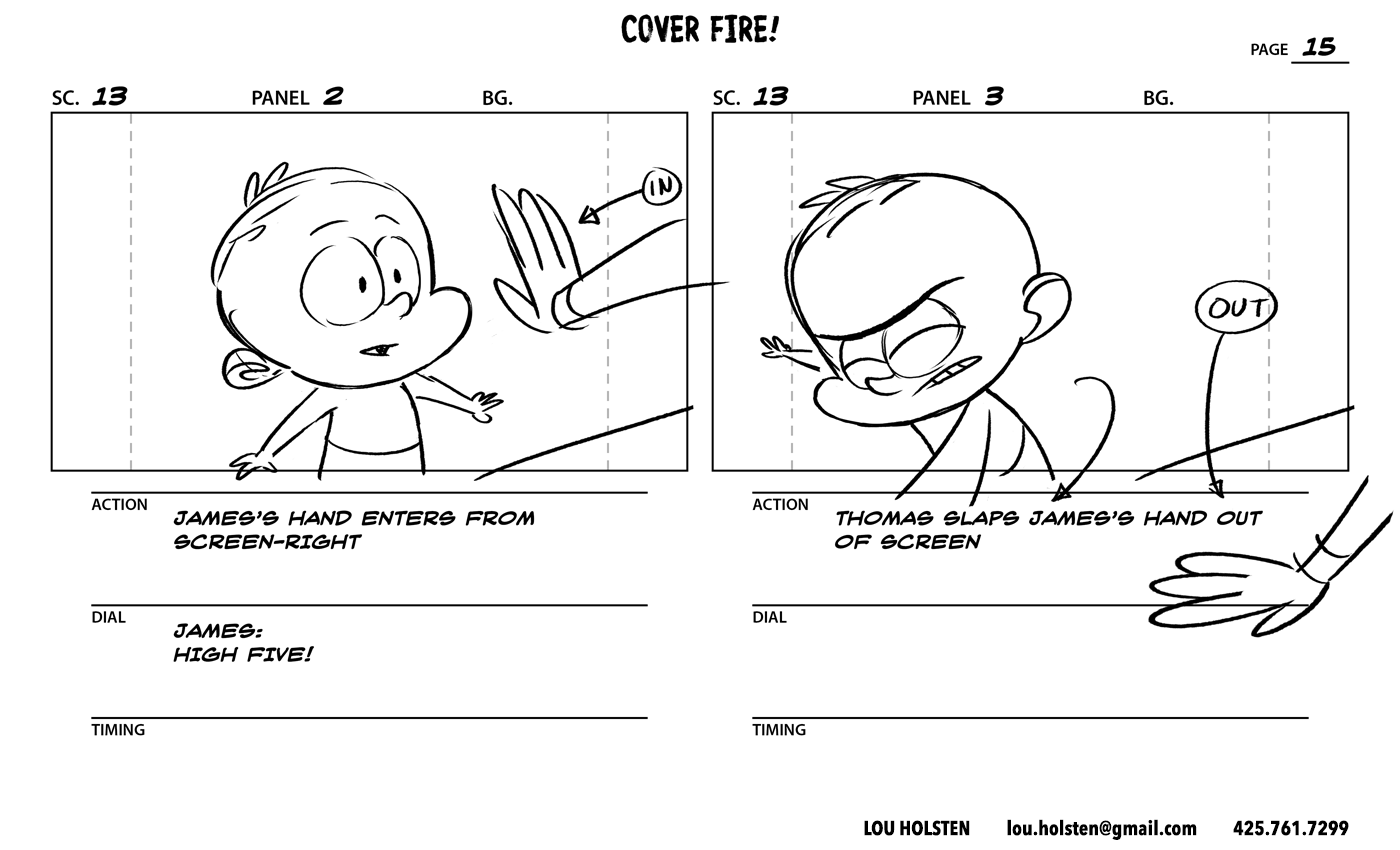 COVER FIRE!
PAGE 15
SC. 13 PANEL 2 BG.
IN
ACTION
JAMES'S HAND ENTERS FROM
SCREEN-RIGHT
DIAL
JAMES:
HIGH FIVE!
TIMING
SC. 13 PANEL 3 BG.
OUT
ACTION
THOMAS SLAPS JAMES'S HAND OUT
OF SCREEN
DIAL
TIMING
LOU HOLSTEN lou.holsten@gmail.com 425.761.7299